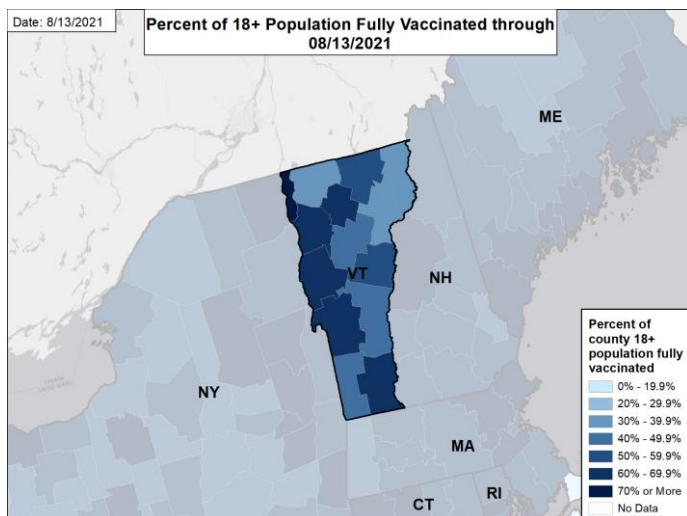 Date: 8/13/2021
Percent of 18+ Population Fully Vaccinated through
08/13/2021
ME
VT
NH
NY
MA
CT
RI
Percent of
county 18+
population fully
vaccinated
0% - 19.9%
20% - 29.9%
30% - 39.9%
40% - 49.9%
50% - 59.9%
60% - 69.9%
70% or More
No Data